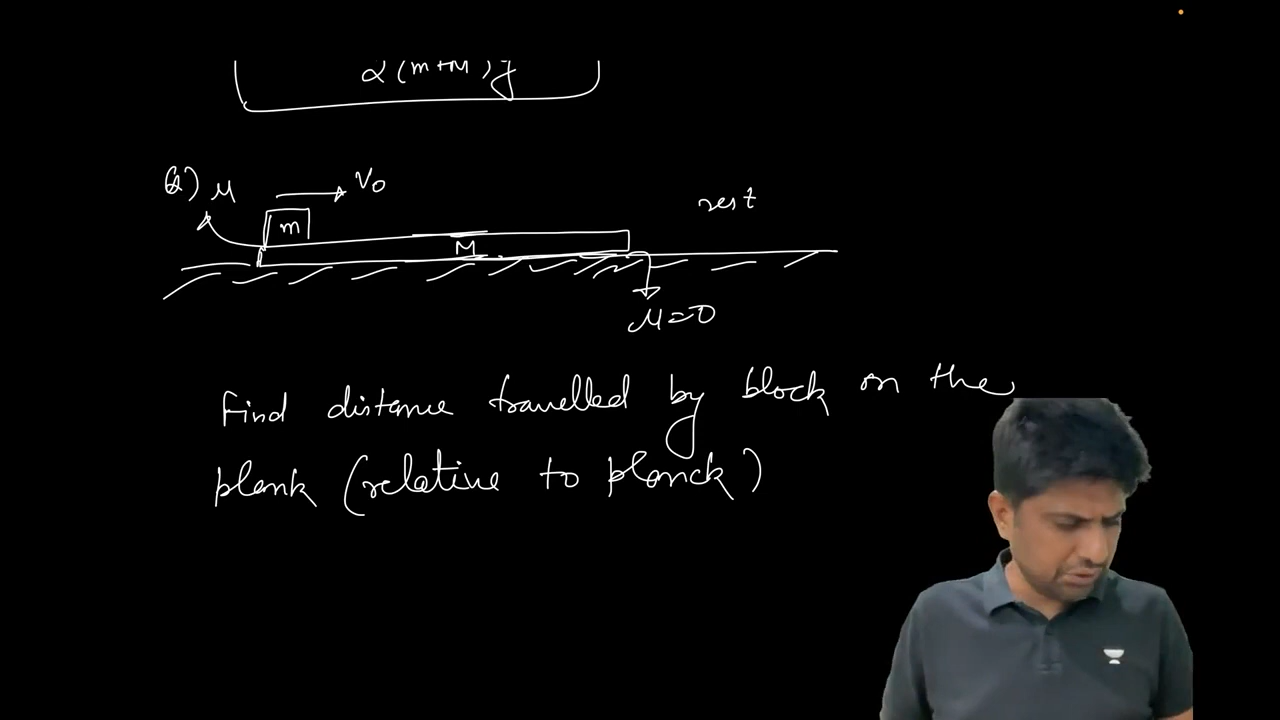 α (m+M) g
Q) μ
V₀
rest
m
M
μ=0
Find distance travelled by block on the
plank (relative to planck)